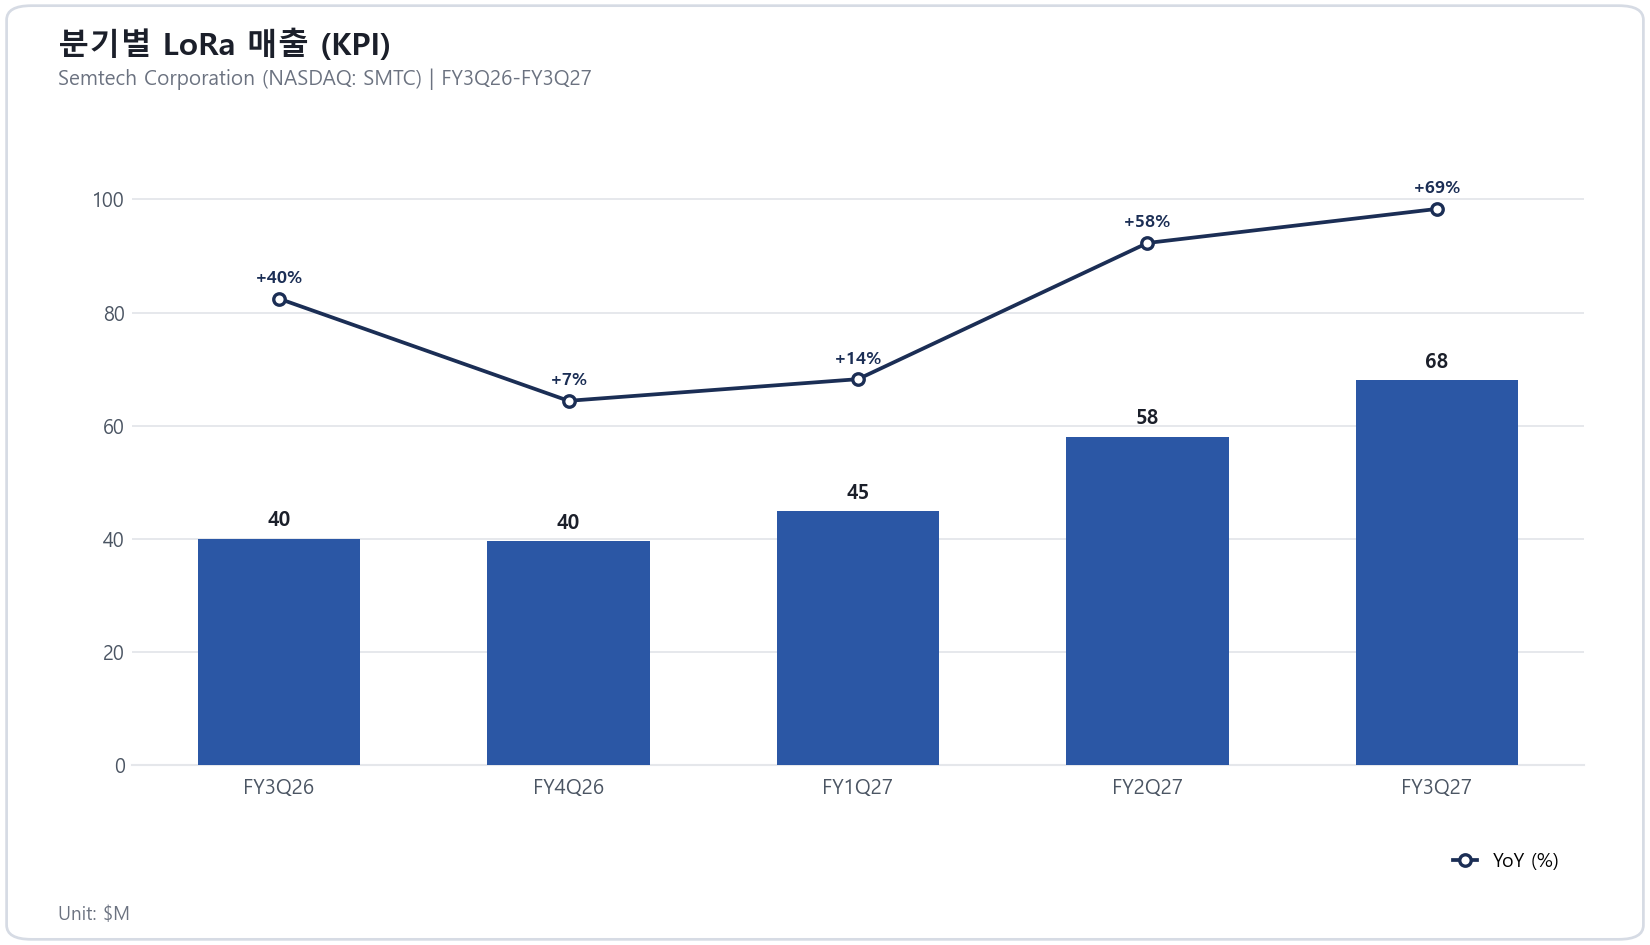 분기별 LoRa 매출 (KPI)
Semtech Corporation (NASDAQ: SMTC) | FY3Q26-FY3Q27
100
80
60
40
20
0
+40%
+7%
+14%
+58%
+69%
40
40
45
58
68
FY3Q26
FY4Q26
FY1Q27
FY2Q27
FY3Q27
YoY (%)
Unit: $M